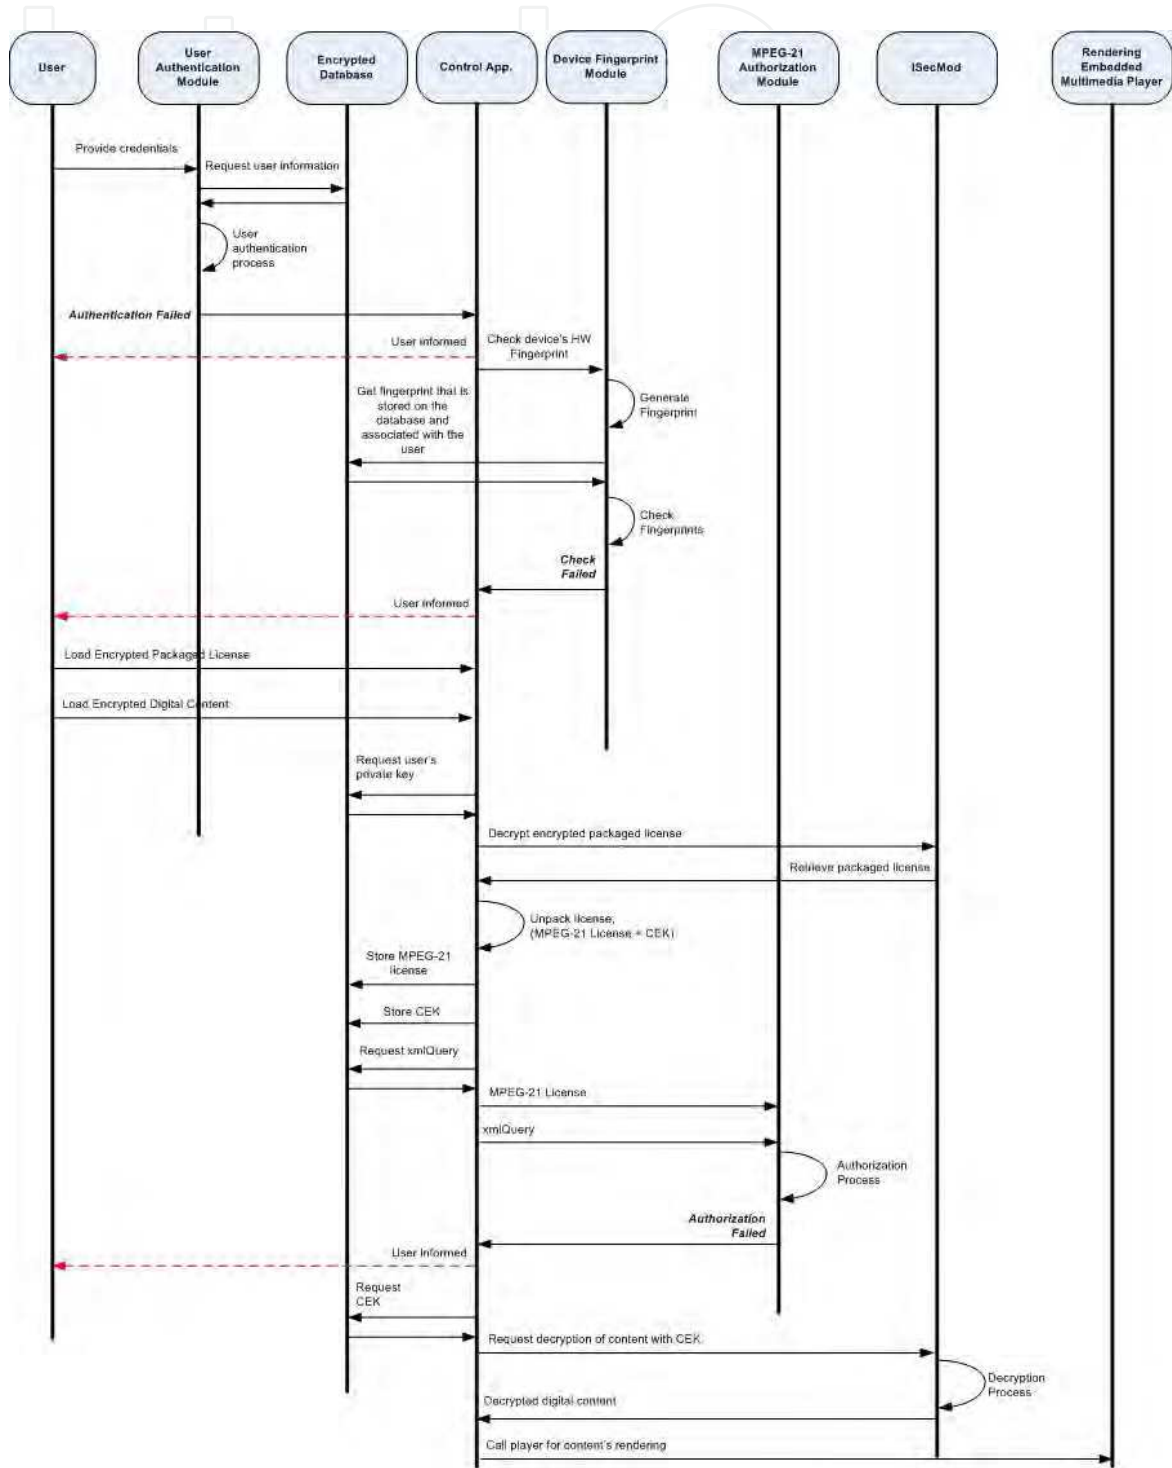 User
User
Authentication
Module
Encrypted
Database
Control App.
Device Fingerprint
Module
MPEG-21
Authorization
Module
ISecMod
Rendering
Embedded
Multimedia Player
Provide credentials
Request user information
User
authentication
process
Authentication Failed
User informed
Check device's HW
Fingerprint
Generate
Fingerprint
Get fingerprint that is
stored on the
database and
associated with the
user
Check
Fingerprints
Check
Failed
User informed
Load Encrypted Packaged License
Load Encrypted Digital Content
Request user's
private key
Decrypt encrypted packaged license
Retrieve packaged license
Unpack license,
(MPEG-21 License + CEK)
Store MPEG-21
license
Store CEK
Request xmlQuery
MPEG-21 License
xmlQuery
Authorization
Process
Authorization
Failed
User Informed
Request
CEK
Request decryption of content with CEK
Decryption
Process
Decrypted digital content
Call player for content's rendering